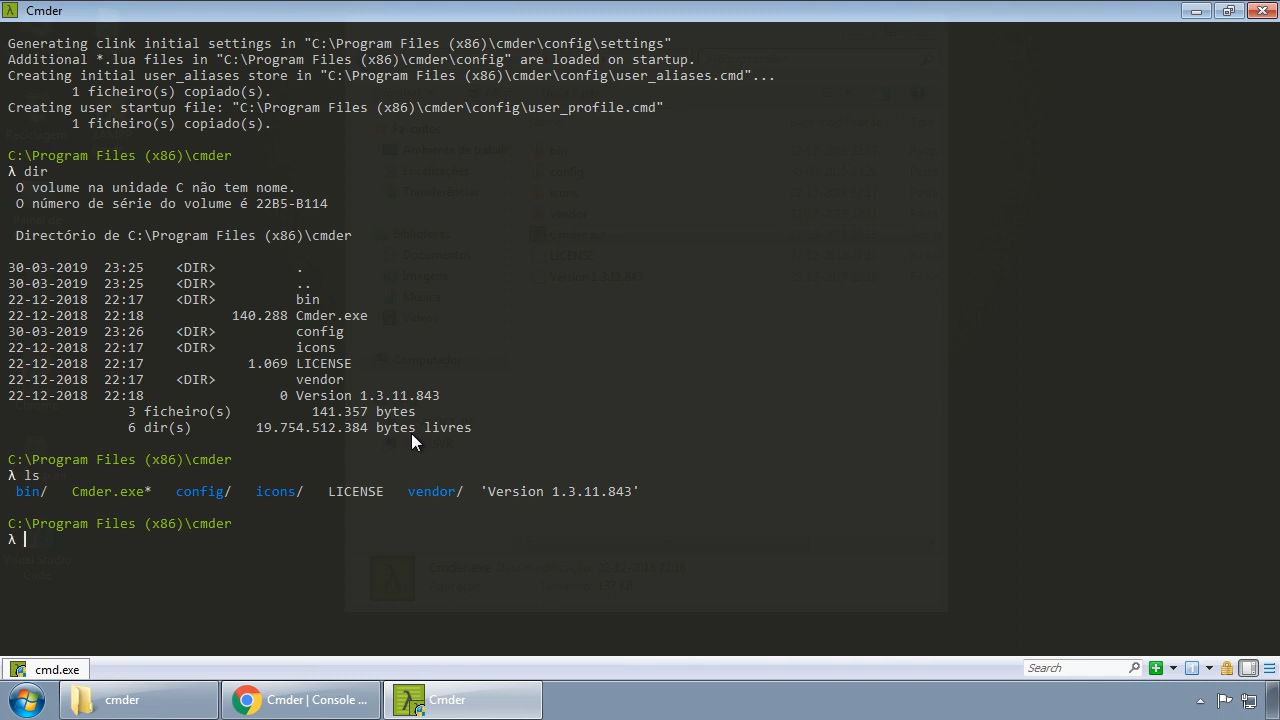 Cmder
Generating clink initial settings in "C:\Program Files (x86)\cmder\config\settings"
Additional *.lua files in "C:\Program Files (x86)\cmder\config" are loaded on startup.
Creating initial user_aliases store in "C:\Program Files (x86)\cmder\config\user_aliases.cmd"...
        1 ficheiro(s) copiado(s).
Creating user startup file: "C:\Program Files (x86)\cmder\config\user_profile.cmd"
        1 ficheiro(s) copiado(s).
C:\Program Files (x86)\cmder
λ dir
 O volume na unidade C não tem nome.
 O número de série do volume é 22B5-B114
 Directório de C:\Program Files (x86)\cmder
30-03-2019  23:25    <DIR>          .
30-03-2019  23:25    <DIR>          ..
22-12-2018  22:17    <DIR>          bin
22-12-2018  22:18           140.288 Cmder.exe
30-03-2019  23:26    <DIR>          config
22-12-2018  22:17    <DIR>          icons
22-12-2018  22:17             1.069 LICENSE
22-12-2018  22:17    <DIR>          vendor
22-12-2018  22:18                 0 Version 1.3.11.843
               3 ficheiro(s)          141.357 bytes
               6 dir(s)        19.754.512.384 bytes livres
C:\Program Files (x86)\cmder
λ ls
 bin/   Cmder.exe*   config/   icons/   LICENSE   vendor/  'Version 1.3.11.843'
C:\Program Files (x86)\cmder
λ
cmd.exe
Search
cmder
Cmder | Console ...
Cmder